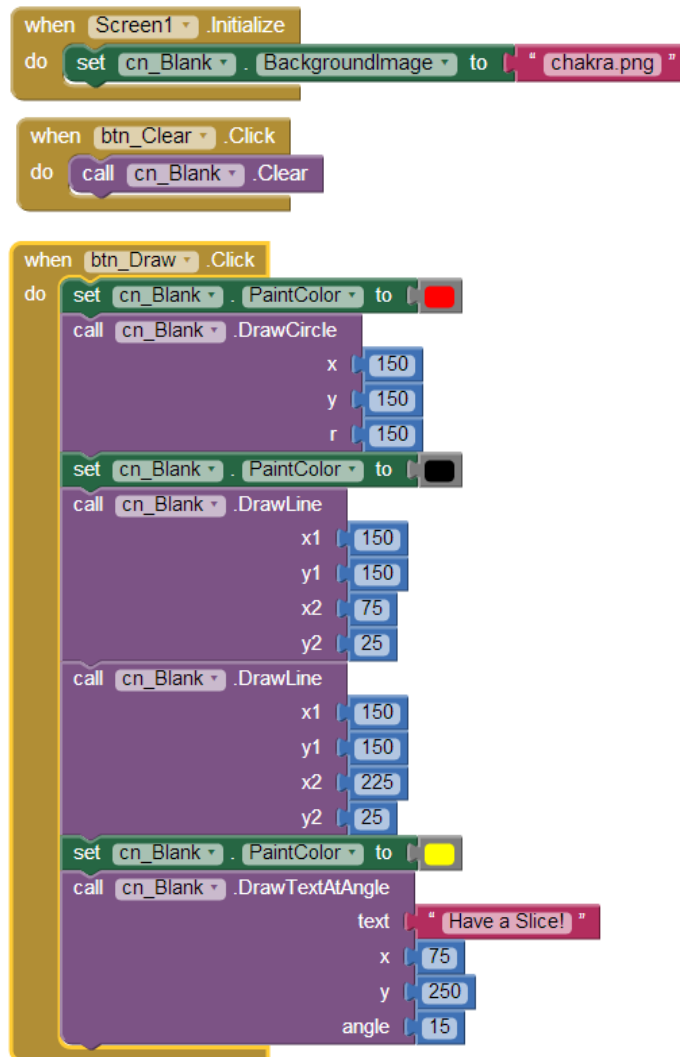 when Screen1 .Initialize
do set cn_Blank . BackgroundImage to " chakra.png "
when btn_Clear .Click
do call cn_Blank .Clear
when btn_Draw .Click
do set cn_Blank . PaintColor to
call cn_Blank .DrawCircle
x 150
y 150
r 150
set cn_Blank . PaintColor to
call cn_Blank .DrawLine
x1 150
y1 150
x2 75
y2 25
call cn_Blank .DrawLine
x1 150
y1 150
x2 225
y2 25
set cn_Blank . PaintColor to
call cn_Blank .DrawTextAtAngle
text " Have a Slice! "
x 75
y 250
angle 15